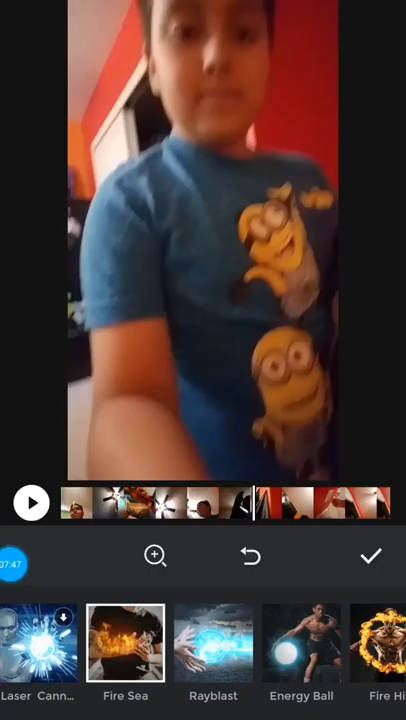 07:47
Laser Cann...
Fire Sea
Rayblast
Energy Ball
Fire Hi